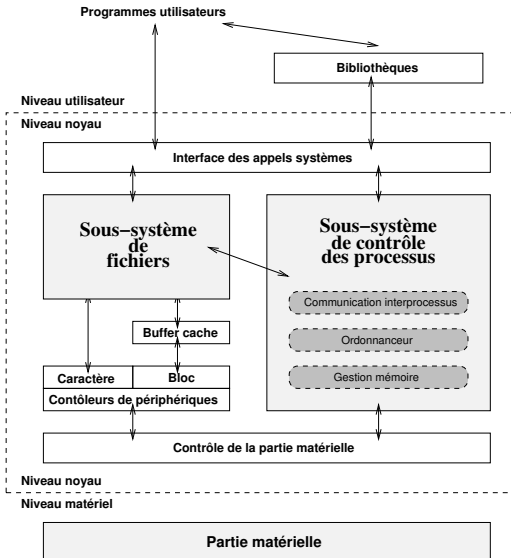 Programmes utilisateurs
Bibliothèques
Niveau utilisateur
Niveau noyau
Interface des appels systèmes
Sous-système
de
fichiers
Sous-système
de contrôle
des processus
Communication interprocessus
Ordonnanceur
Gestion mémoire
Buffer cache
Caractère
Bloc
Contôleurs de périphériques
Contrôle de la partie matérielle
Niveau noyau
Niveau matériel
Partie matérielle